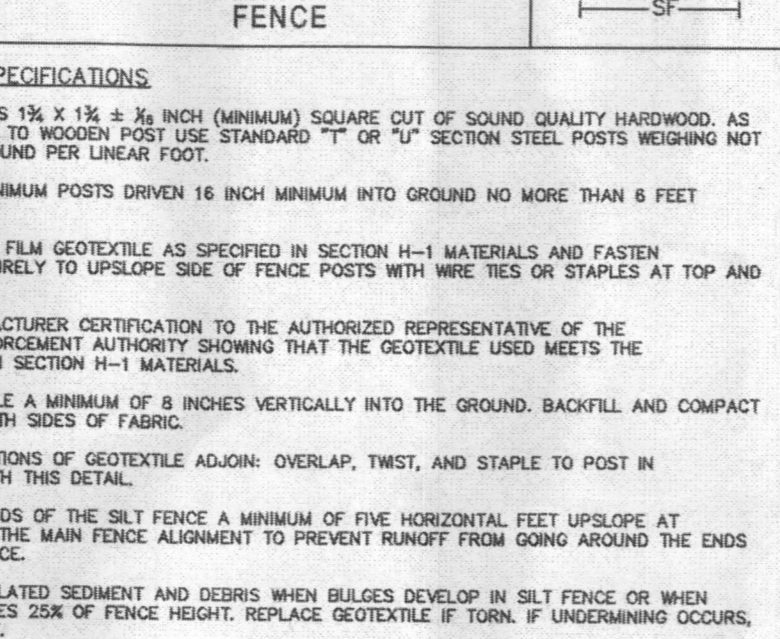 FENCE
SF
PECIFICATIONS
S 1¾ X 1¾ ± ⅟₈ INCH (MINIMUM) SQUARE CUT OF SOUND QUALITY HARDWOOD. AS
TO WOODEN POST USE STANDARD "T" OR "U" SECTION STEEL POSTS WEIGHING NOT
UND PER LINEAR FOOT.
NIMUM POSTS DRIVEN 16 INCH MINIMUM INTO GROUND NO MORE THAN 6 FEET
FILM GEOTEXTILE AS SPECIFIED IN SECTION H-1 MATERIALS AND FASTEN
RELY TO UPSLOPE SIDE OF FENCE POSTS WITH WIRE TIES OR STAPLES AT TOP AND
ACTURER CERTIFICATION TO THE AUTHORIZED REPRESENTATIVE OF THE
ORCEMENT AUTHORITY SHOWING THAT THE GEOTEXTILE USED MEETS THE
SECTION H-1 MATERIALS.
LE A MINIMUM OF 8 INCHES VERTICALLY INTO THE GROUND. BACKFILL AND COMPACT
TH SIDES OF FABRIC.
TIONS OF GEOTEXTILE ADJOIN: OVERLAP, TWIST, AND STAPLE TO POST IN
H THIS DETAIL.
DS OF THE SILT FENCE A MINIMUM OF FIVE HORIZONTAL FEET UPSLOPE AT
THE MAIN FENCE ALIGNMENT TO PREVENT RUNOFF FROM GOING AROUND THE ENDS
CE.
LATED SEDIMENT AND DEBRIS WHEN BULGES DEVELOP IN SILT FENCE OR WHEN
ES 25% OF FENCE HEIGHT. REPLACE GEOTEXTILE IF TORN. IF UNDERMINING OCCURS,